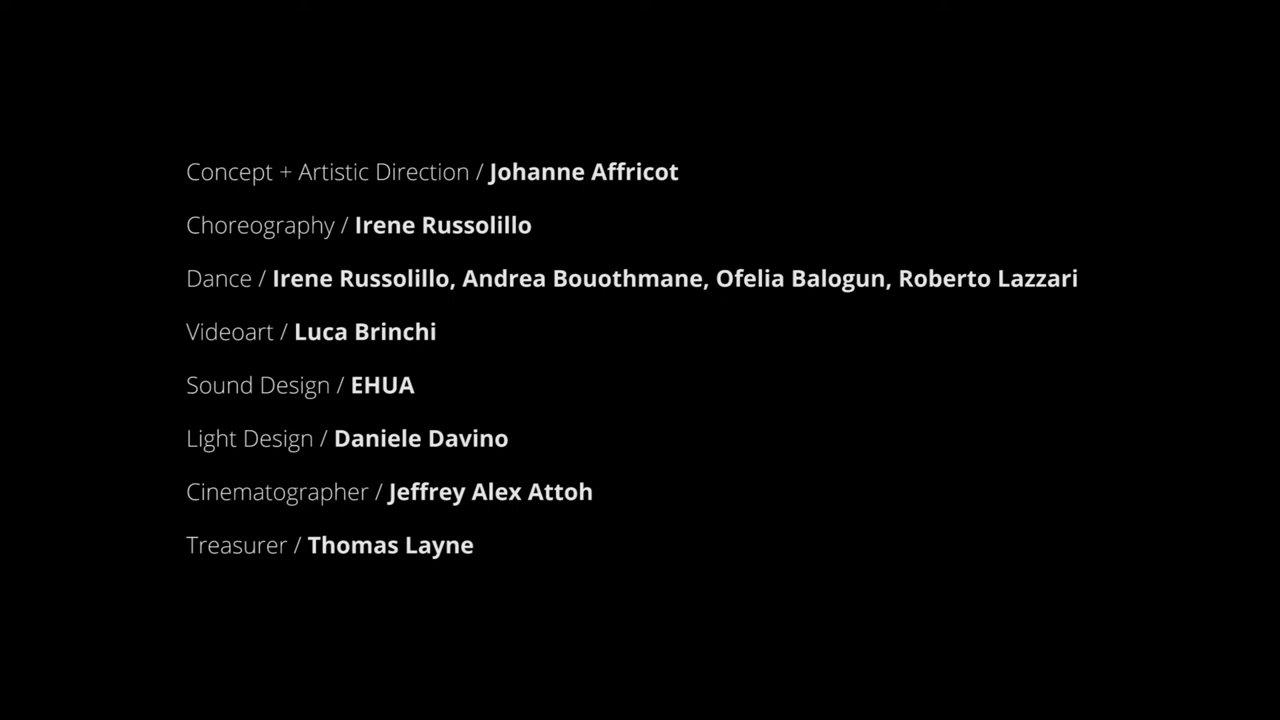 Concept + Artistic Direction / Johanne Affricot
Choreography / Irene Russolillo
Dance / Irene Russolillo, Andrea Bouothmane, Ofelia Balogun, Roberto Lazzari
Videoart / Luca Brinchi
Sound Design / EHUA
Light Design / Daniele Davino
Cinematographer / Jeffrey Alex Attoh
Treasurer / Thomas Layne